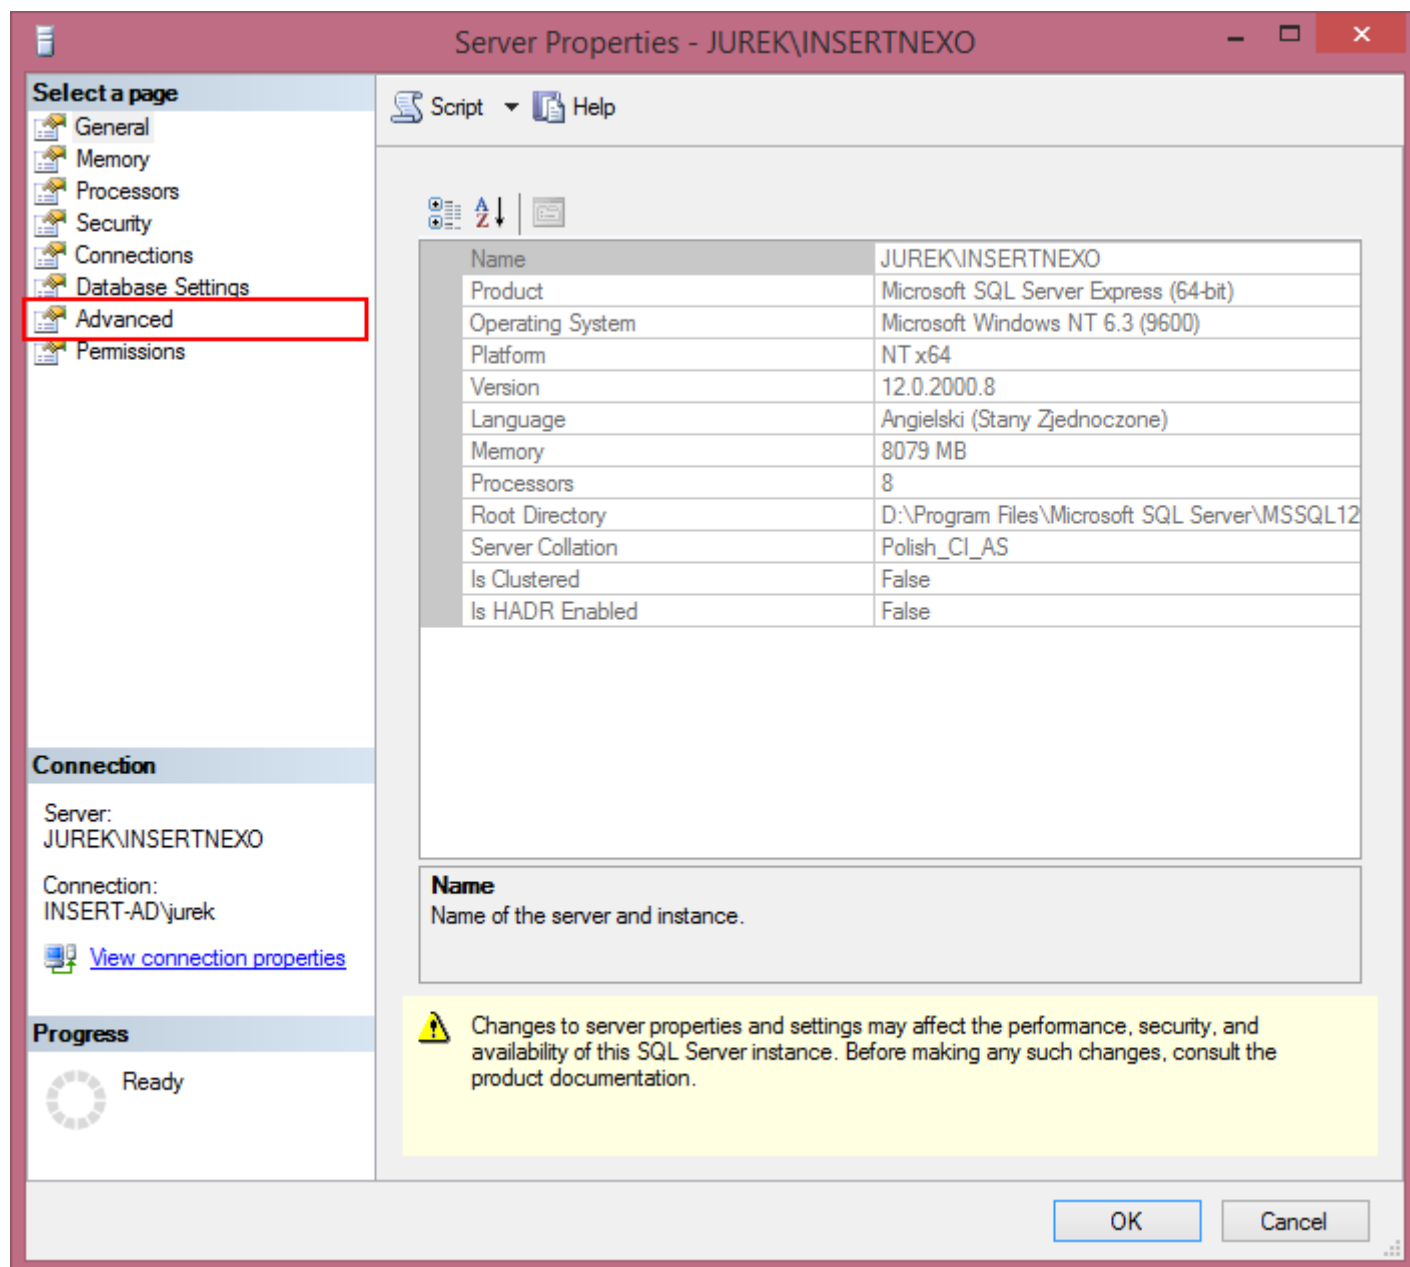 Server Properties - JUREK\INSERTNEXO
Select a page
General
Memory
Processors
Security
Connections
Database Settings
Advanced
Permissions
Script
Help
Name JUREK\INSERTNEXO
Product Microsoft SQL Server Express (64-bit)
Operating System Microsoft Windows NT 6.3 (9600)
Platform NT x64
Version 12.0.2000.8
Language Angielski (Stany Zjednoczone)
Memory 8079 MB
Processors 8
Root Directory D:\Program Files\Microsoft SQL Server\MSSQL12
Server Collation Polish_CI_AS
Is Clustered False
Is HADR Enabled False
Connection
Server:
JUREK\INSERTNEXO
Connection:
INSERT-AD\jurek
View connection properties
Progress
Ready
Name
Name of the server and instance.
Changes to server properties and settings may affect the performance, security, and
availability of this SQL Server instance. Before making any such changes, consult the
product documentation.
OK
Cancel